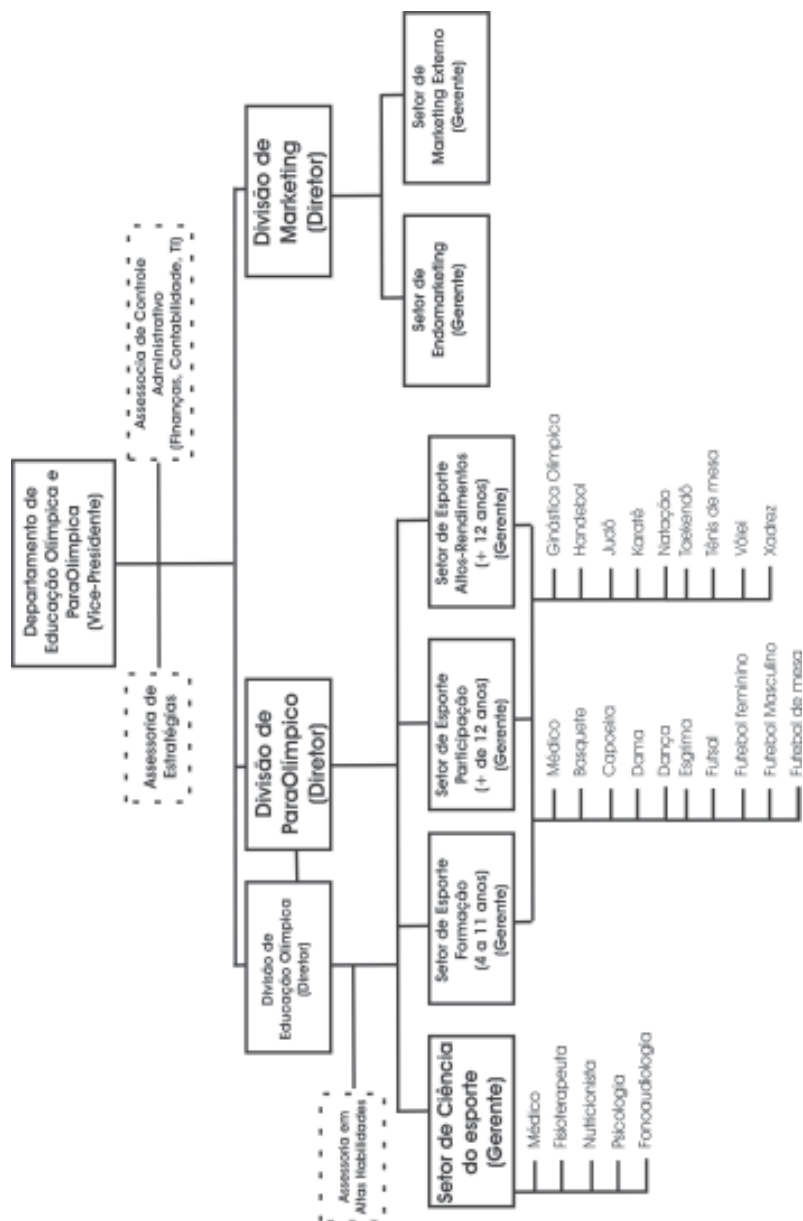 Departamento de
Educação Olímpica e
ParaOlímpica
(Vice-Presidente)
Assessoria de
Estratégias
Assessocia de Controle
Administrativo
(Finanças, Contabilidade, TI)
Divisão de
Educação Olímpica
(Diretor)
Divisão de
ParaOlímpico
(Diretor)
Divisão de
Marketing
(Diretor)
Assessoria em
Altas Habilidades
Setor de Ciência
do esporte
(Gerente)
Setor de Esporte
Formação
(4 a 11 anos)
(Gerente)
Setor de Esporte
Participação
(+ de 12 anos)
(Gerente)
Setor de Esporte
Altos-Rendimentos
(+ 12 anos)
(Gerente)
Setor de
Endomarketing
(Gerente)
Setor de
Marketing Externo
(Gerente)
Médico
Fisioterapeuta
Nutricionista
Psicologia
Fonoaudiologia
Médico
Basquete
Capoeira
Dama
Dança
Esgrima
Futsal
Futebol feminino
Futebol Masculino
Futebol de mesa
Ginástica Olímpica
Handebol
Judô
Karatê
Natação
Taekendô
Tênis de mesa
Vôlei
Xadrez